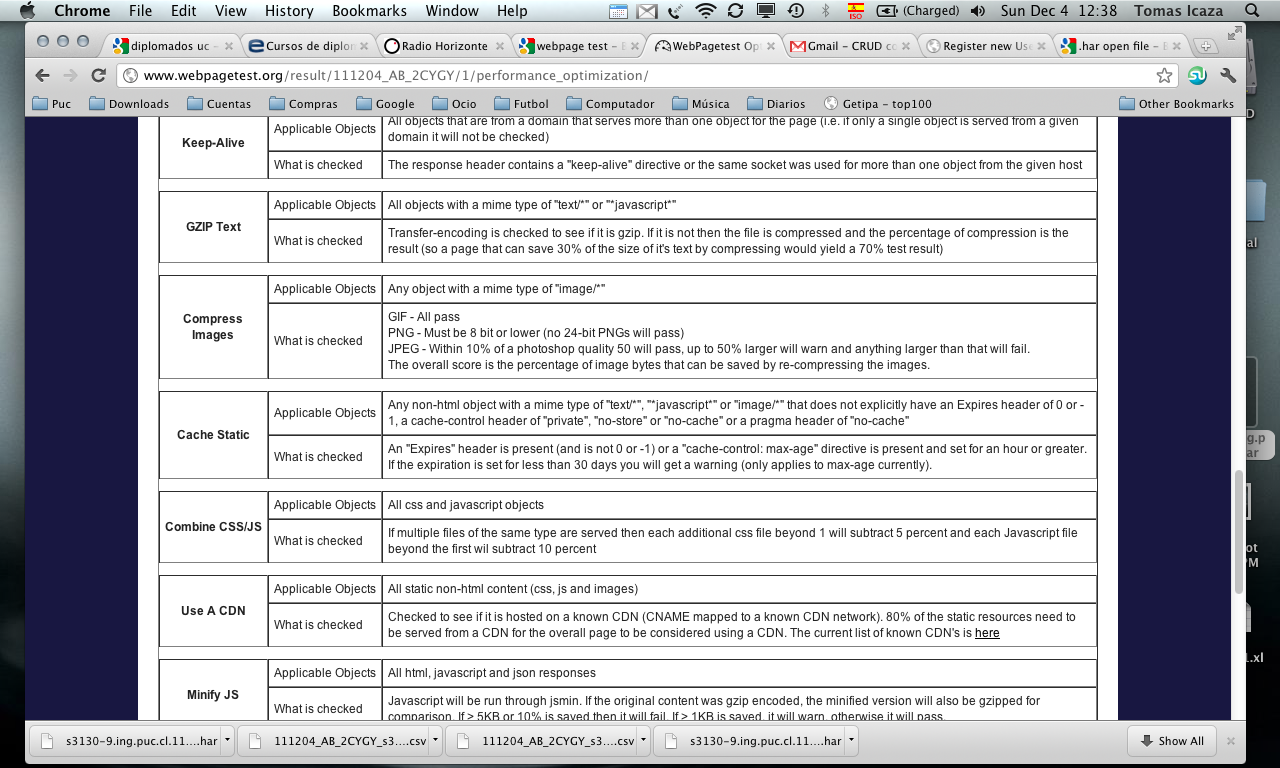 Chrome File Edit View History Bookmarks Window Help ISO (Charged) Sun Dec 4 12:38 Tomas Icaza
diplomados uc - Cursos de diplom Radio Horizonte webpage test - B WebPagetest Op Gmail - CRUD co Register new Use .har open file - B
www.webpagetest.org/result/111204_AB_2CYGY/1/performance_optimization/
Puc Downloads Cuentas Compras Google Ocio Futbol Computador Música Diarios Getipa - top100 Other Bookmarks
Keep-Alive
Applicable Objects
All objects that are from a domain that serves more than one object for the page (i.e. if only a single object is served from a given
domain it will not be checked)
What is checked
The response header contains a "keep-alive" directive or the same socket was used for more than one object from the given host
GZIP Text
Applicable Objects
All objects with a mime type of "text/*" or "*javascript*"
What is checked
Transfer-encoding is checked to see if it is gzip. If it is not then the file is compressed and the percentage of compression is the
result (so a page that can save 30% of the size of it's text by compressing would yield a 70% test result)
Compress
Images
Applicable Objects
Any object with a mime type of "image/*"
What is checked
GIF - All pass
PNG - Must be 8 bit or lower (no 24-bit PNGs will pass)
JPEG - Within 10% of a photoshop quality 50 will pass, up to 50% larger will warn and anything larger than that will fail.
The overall score is the percentage of image bytes that can be saved by re-compressing the images.
Cache Static
Applicable Objects
Any non-html object with a mime type of "text/*", "*javascript*" or "image/*" that does not explicitly have an Expires header of 0 or -
1, a cache-control header of "private", "no-store" or "no-cache" or a pragma header of "no-cache"
What is checked
An "Expires" header is present (and is not 0 or -1) or a "cache-control: max-age" directive is present and set for an hour or greater.
If the expiration is set for less than 30 days you will get a warning (only applies to max-age currently).
Combine CSS/JS
Applicable Objects
All css and javascript objects
What is checked
If multiple files of the same type are served then each additional css file beyond 1 will subtract 5 percent and each Javascript file
beyond the first wil subtract 10 percent
Use A CDN
Applicable Objects
All static non-html content (css, js and images)
What is checked
Checked to see if it is hosted on a known CDN (CNAME mapped to a known CDN network). 80% of the static resources need
to be served from a CDN for the overall page to be considered using a CDN. The current list of known CDN's is here
Minify JS
Applicable Objects
All html, javascript and json responses
What is checked
Javascript will be run through jsmin. If the original content was gzip encoded, the minified version will also be gzipped for
comparison. If > 5KB or 10% is saved then it will fail. If > 1KB is saved, it will warn, otherwise it will pass.
s3130-9.ing.puc.cl.11....har 111204_AB_2CYGY_s3....csv 111204_AB_2CYGY_s3....csv s3130-9.ing.puc.cl.11....har Show All
D
al
g.p
ar
ot
PM
1.xl